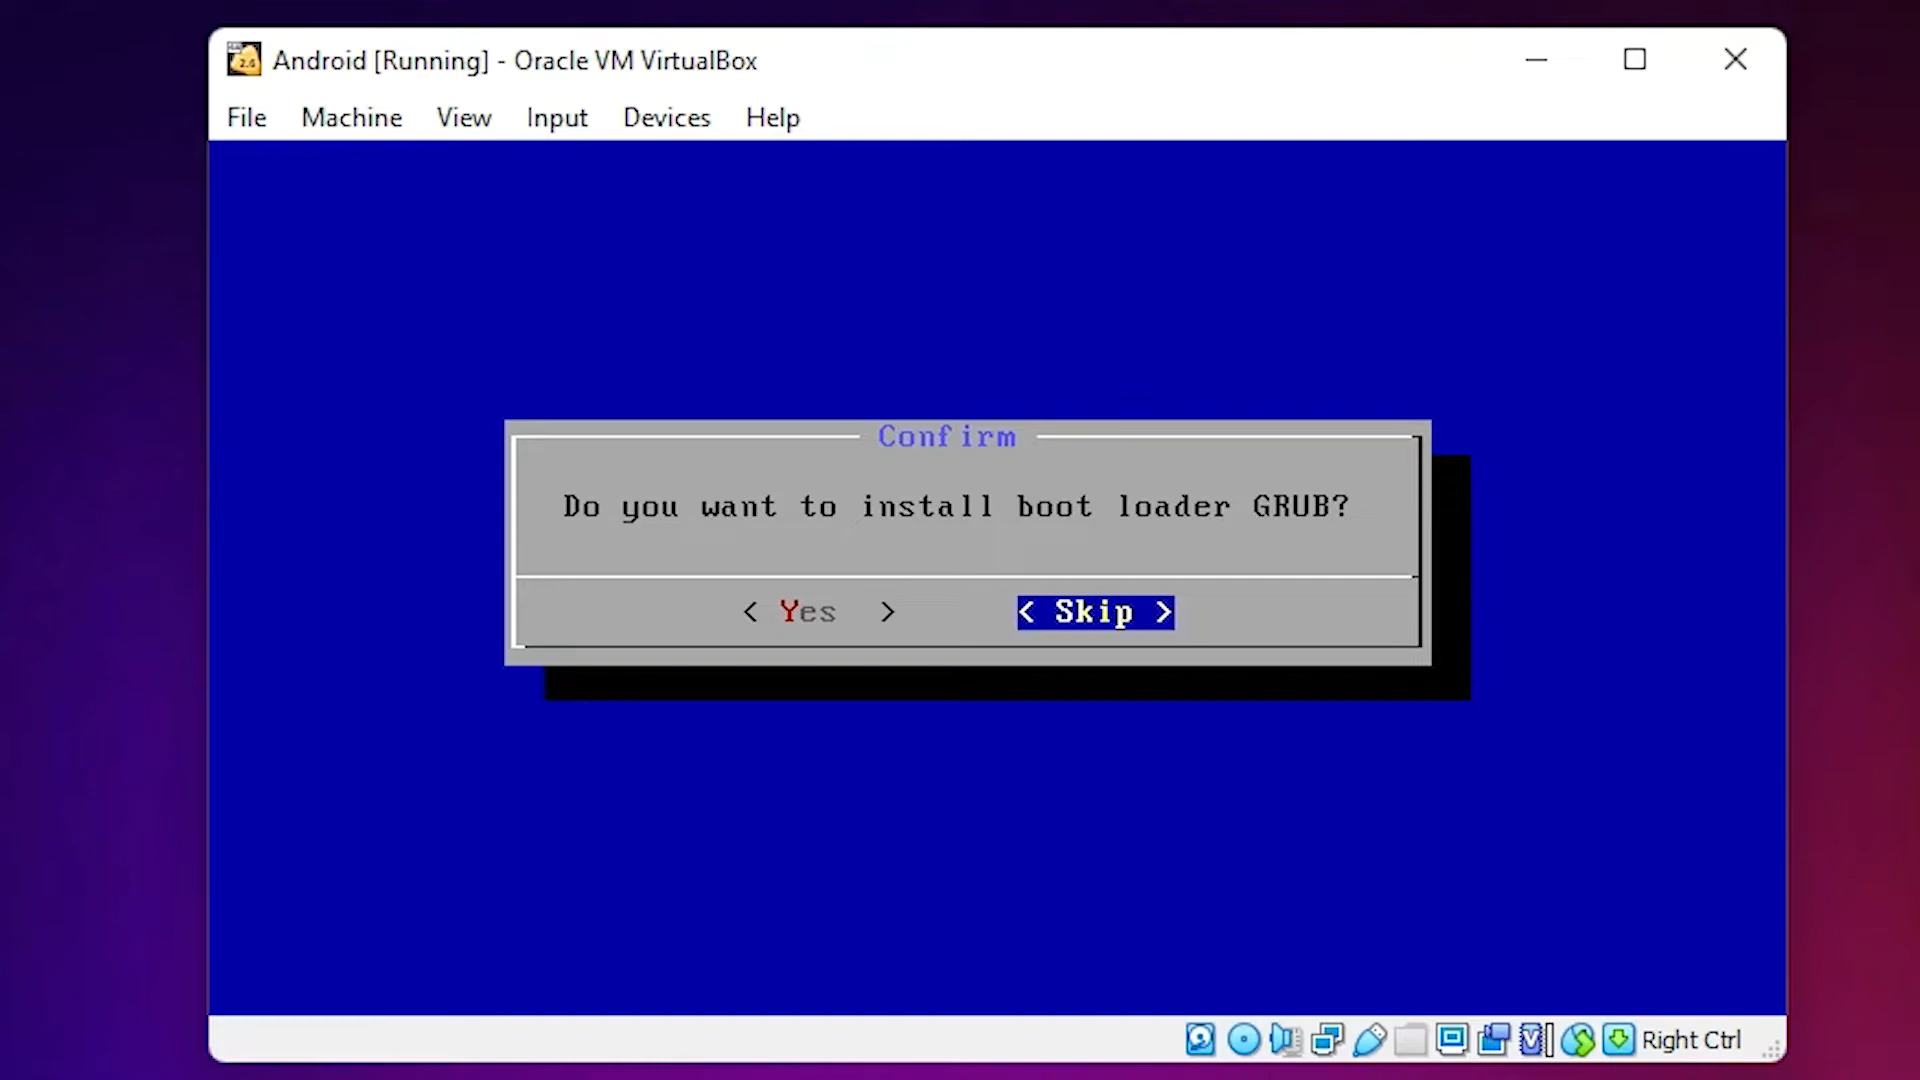 Android [Running] - Oracle VM VirtualBox
File Machine View Input Devices Help
Confirm
Do you want to install boot loader GRUB?
< Yes > < Skip >
Right Ctrl